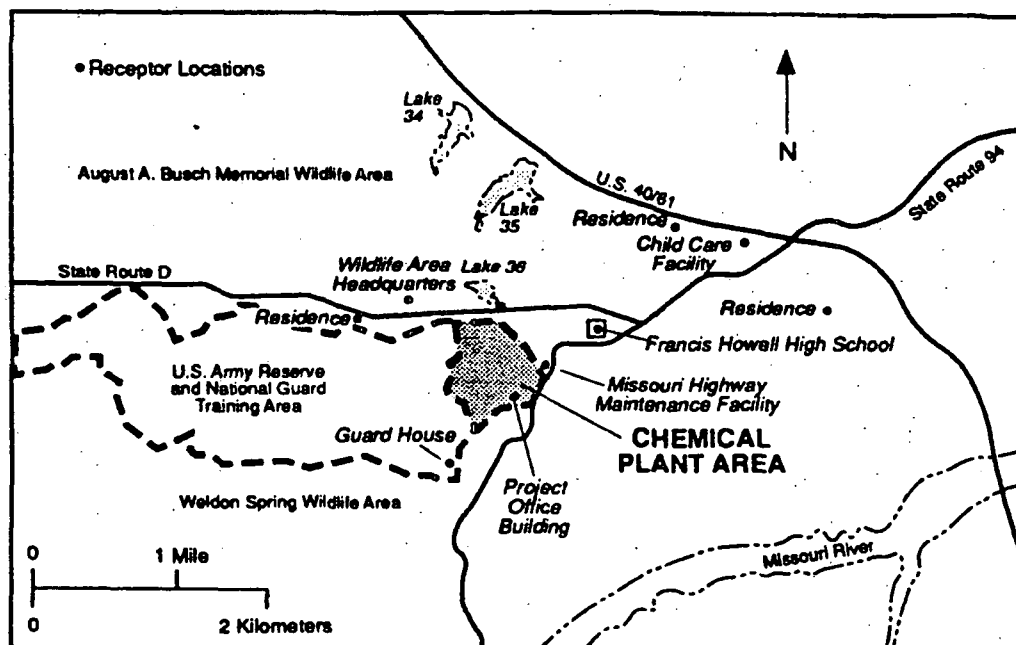 • Receptor Locations
Lake
34
N
State Route 94
August A. Busch Memorial Wildlife Area
U.S. 40/61
Lake
35
Residence
Child Care
Facility
State Route D
Wildlife Area
Headquarters
Lake 36
Residence
Residence
Francis Howell High School
U.S. Army Reserve
and National Guard
Training Area
Missouri Highway
Maintenance Facility
Guard House
CHEMICAL
PLANT AREA
Project
Office
Building
Weldon Spring Wildlife Area
Missouri River
0
1 Mile
0
2 Kilometers